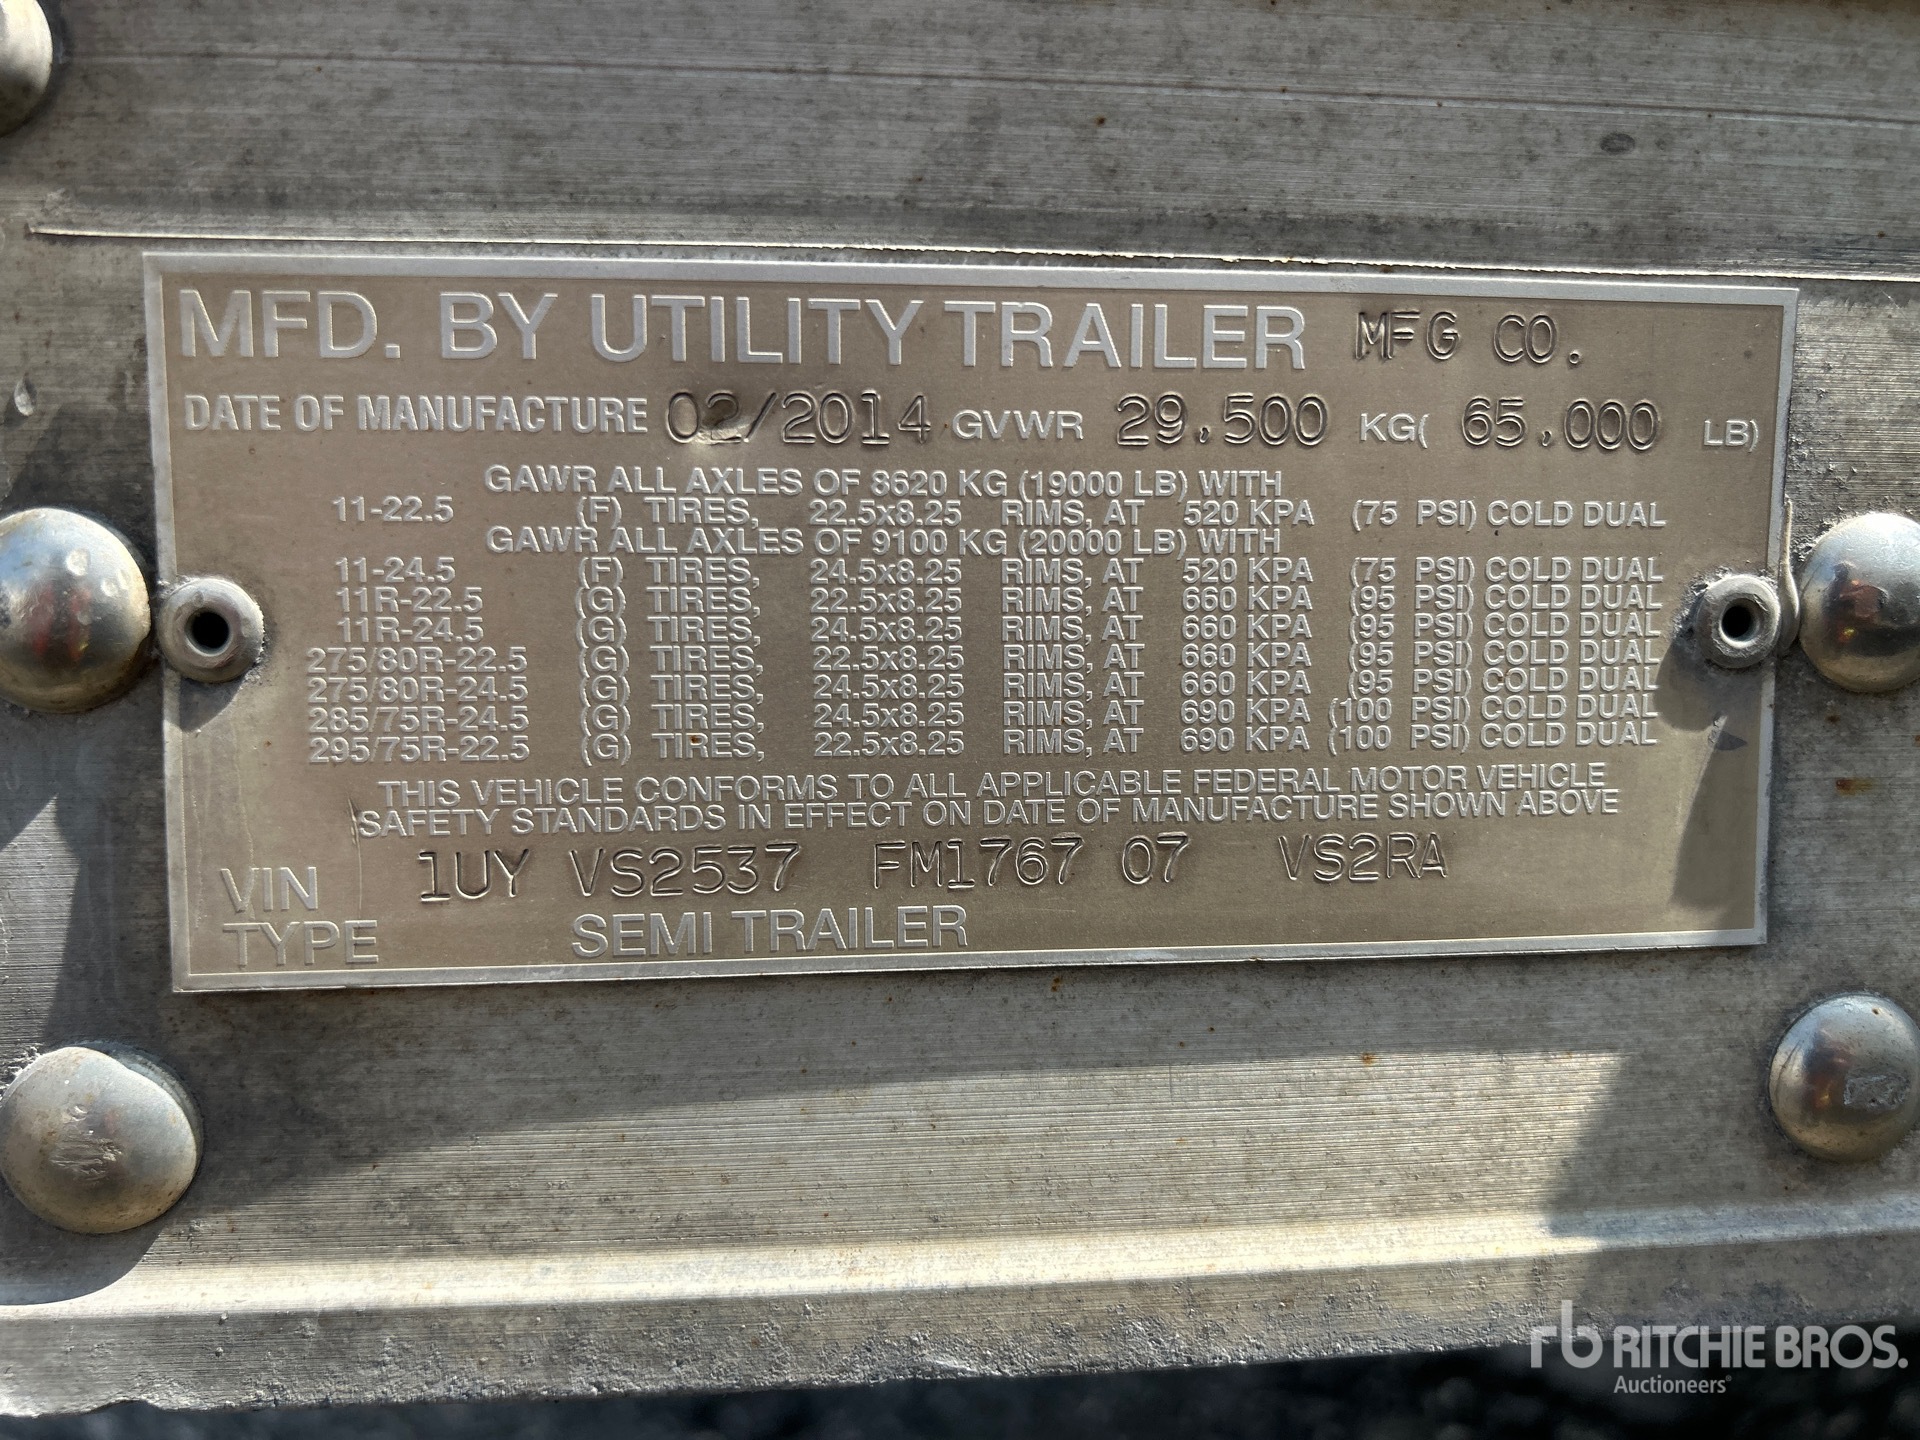 MFD. BY UTILITY TRAILER MFG CO.
DATE OF MANUFACTURE 02/2014 GVWR 29,500 KG( 65,000 LB)
GAWR ALL AXLES OF 8620 KG (19000 LB) WITH
11-22.5 (F) TIRES, 22.5x8.25 RIMS, AT 520 KPA (75 PSI) COLD DUAL
GAWR ALL AXLES OF 9100 KG (20000 LB) WITH
11-24.5 (F) TIRES, 24.5x8.25 RIMS, AT 520 KPA (75 PSI) COLD DUAL
11R-22.5 (G) TIRES, 22.5x8.25 RIMS, AT 660 KPA (95 PSI) COLD DUAL
11R-24.5 (G) TIRES, 24.5x8.25 RIMS, AT 660 KPA (95 PSI) COLD DUAL
275/80R-22.5 (G) TIRES, 22.5x8.25 RIMS, AT 660 KPA (95 PSI) COLD DUAL
275/80R-24.5 (G) TIRES, 24.5x8.25 RIMS, AT 660 KPA (95 PSI) COLD DUAL
285/75R-24.5 (G) TIRES, 24.5x8.25 RIMS, AT 690 KPA (100 PSI) COLD DUAL
295/75R-22.5 (G) TIRES, 22.5x8.25 RIMS, AT 690 KPA (100 PSI) COLD DUAL
THIS VEHICLE CONFORMS TO ALL APPLICABLE FEDERAL MOTOR VEHICLE
SAFETY STANDARDS IN EFFECT ON DATE OF MANUFACTURE SHOWN ABOVE
VIN 1UY VS2537 FM1767 07 VS2RA
TYPE SEMI TRAILER
rb RITCHIE BROS.
Auctioneers